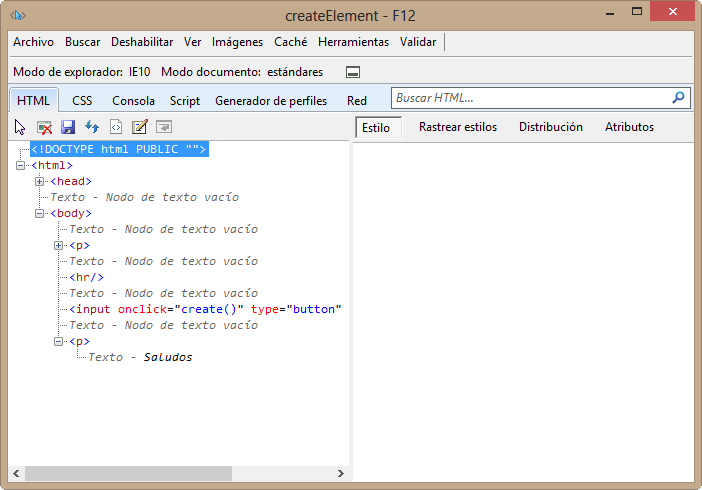 createElement - F12
Archivo Buscar Deshabilitar Ver Imágenes Caché Herramientas Validar
Modo de explorador: IE10 Modo documento: estándares
HTML CSS Consola Script Generador de perfiles Red Buscar HTML...
Estilo Rastrear estilos Distribución Atributos
<!DOCTYPE html PUBLIC "">
<html>
<head>
Texto - Nodo de texto vacío
<body>
Texto - Nodo de texto vacío
<p>
Texto - Nodo de texto vacío
<hr/>
Texto - Nodo de texto vacío
<input onclick="create()" type="button"
Texto - Nodo de texto vacío
<p>
Texto - Saludos